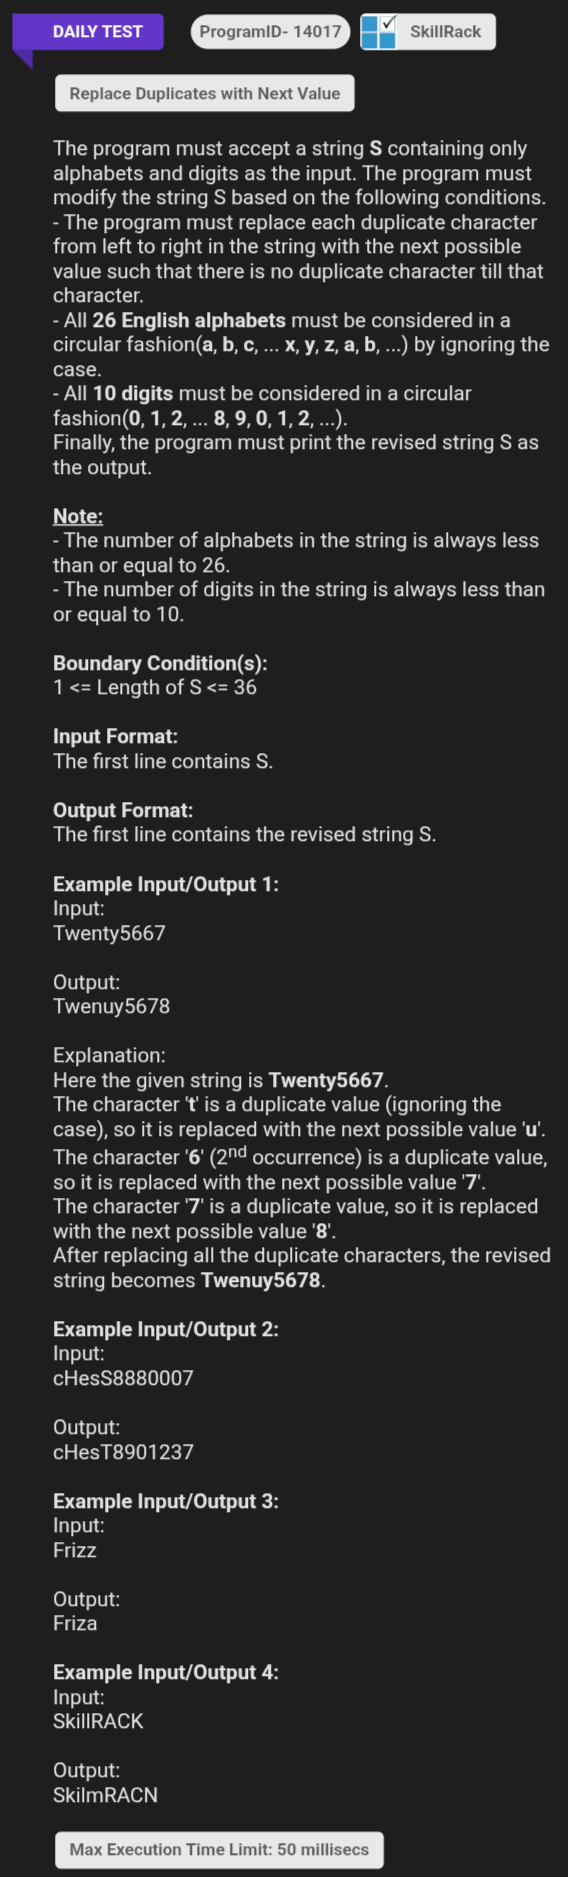 DAILY TEST
ProgramID- 14017
SkillRack
Replace Duplicates with Next Value
The program must accept a string S containing only
alphabets and digits as the input. The program must
modify the string S based on the following conditions.
- The program must replace each duplicate character
from left to right in the string with the next possible
value such that there is no duplicate character till that
character.
- All 26 English alphabets must be considered in a
circular fashion(a, b, c, ... x, y, z, a, b, ...) by ignoring the
case.
- All 10 digits must be considered in a circular
fashion(0, 1, 2, ... 8, 9, 0, 1, 2, ...).
Finally, the program must print the revised string S as
the output.
Note:
- The number of alphabets in the string is always less
than or equal to 26.
- The number of digits in the string is always less than
or equal to 10.
Boundary Condition(s):
1 <= Length of S <= 36
Input Format:
The first line contains S.
Output Format:
The first line contains the revised string S.
Example Input/Output 1:
Input:
Twenty5667
Output:
Twenuy5678
Explanation:
Here the given string is Twenty5667.
The character 't' is a duplicate value (ignoring the
case), so it is replaced with the next possible value 'u'.
The character '6' (2nd occurrence) is a duplicate value,
so it is replaced with the next possible value '7'.
The character '7' is a duplicate value, so it is replaced
with the next possible value '8'.
After replacing all the duplicate characters, the revised
string becomes Twenuy5678.
Example Input/Output 2:
Input:
cHesS8880007
Output:
cHesT8901237
Example Input/Output 3:
Input:
Frizz
Output:
Friza
Example Input/Output 4:
Input:
SkillRACK
Output:
SkilmRACN
Max Execution Time Limit: 50 millisecs